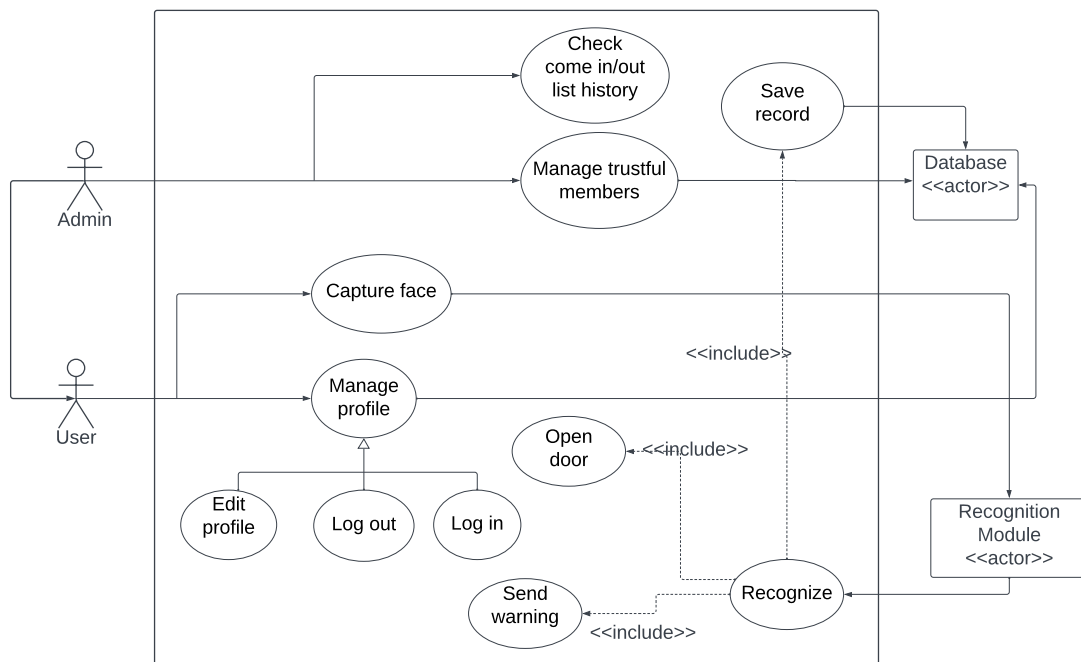 Check
come in/out
list history
Save
record
Manage trustful
members
Database
<<actor>>
Admin
Capture face
<<include>>
Manage
profile
User
Open
door
<<include>>
Edit
profile
Log out
Log in
Recognition
Module
<<actor>>
Send
warning
Recognize
<<include>>